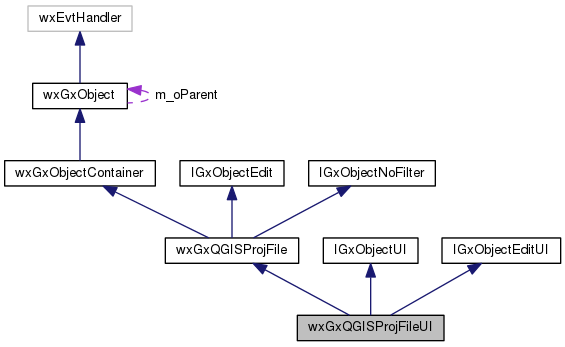 wxEvtHandler
wxGxObject
m_oParent
wxGxObjectContainer
IGxObjectEdit
IGxObjectNoFilter
wxGxQGISProjFile
IGxObjectUI
IGxObjectEditUI
wxGxQGISProjFileUI